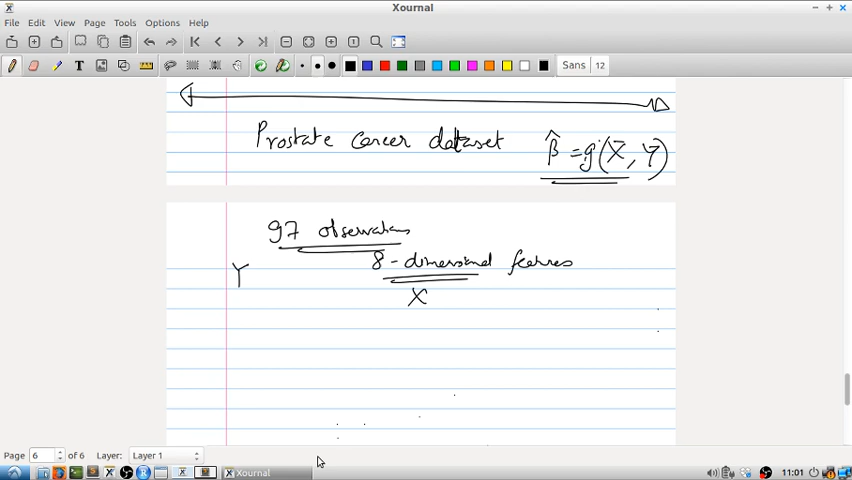 Xournal
File Edit View Page Tools Options Help
Sans 12
Prostate cancer dataset β̂ = g(X, Y)
97 observations
8 - dimensional features
Y
X
Page 6 of 6 Layer: Layer 1
Xournal 11:01